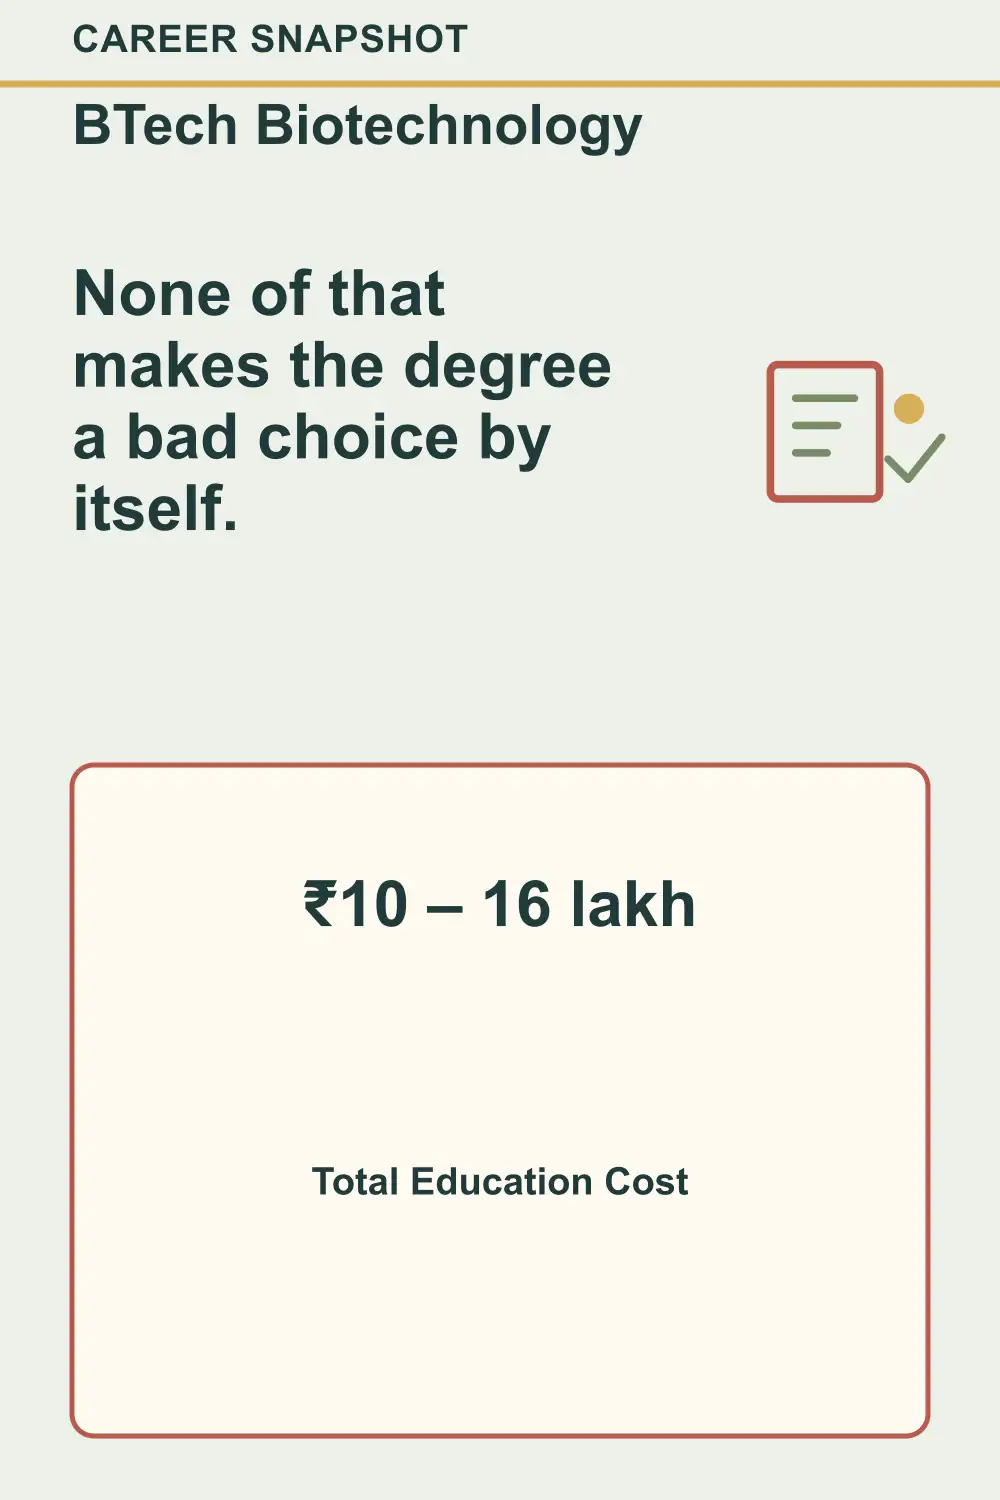 CAREER SNAPSHOT
BTech Biotechnology
None of that
makes the degree
a bad choice by
itself.
₹10 – 16 lakh
Total Education Cost